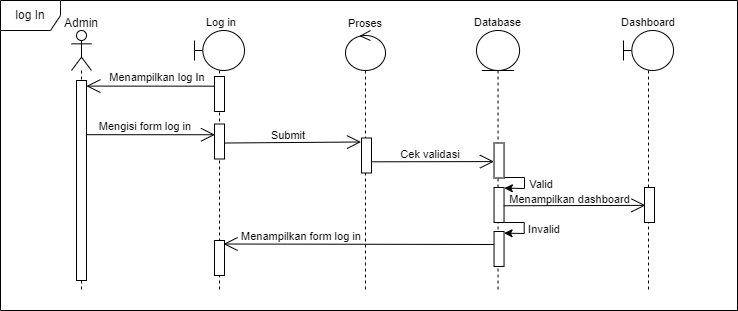 log In
Admin
Log in
Proses
Database
Dashboard
Menampilkan log In
Mengisi form log in
Submit
Cek validasi
Valid
Menampilkan dashboard
Invalid
Menampilkan form log in